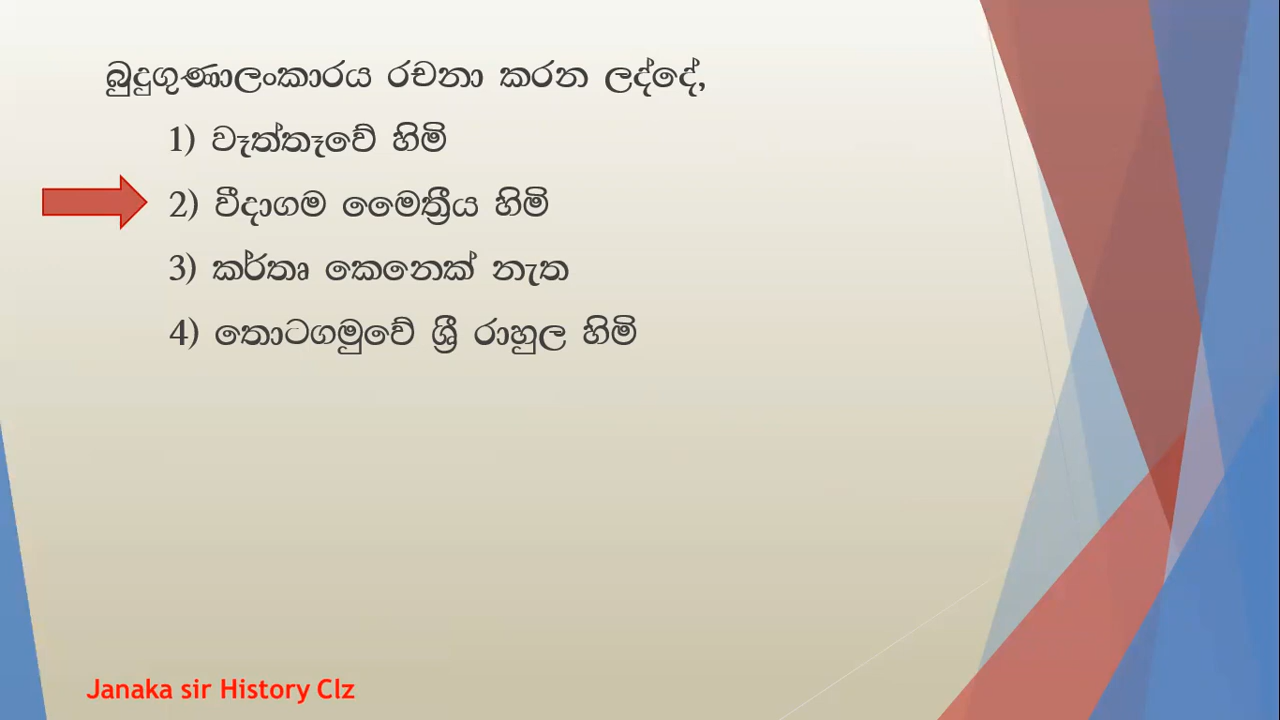 බුදුගුණාලංකාරය රචනා කරන ලද්දේ,
1) වෑත්තෑවේ හිමි
2) වීදාගම මෛත්‍රීය හිමි
3) කර්තෘ කෙනෙක් නැත
4) තොටගමුවේ ශ්‍රී රාහුල හිමි
Janaka sir History Clz